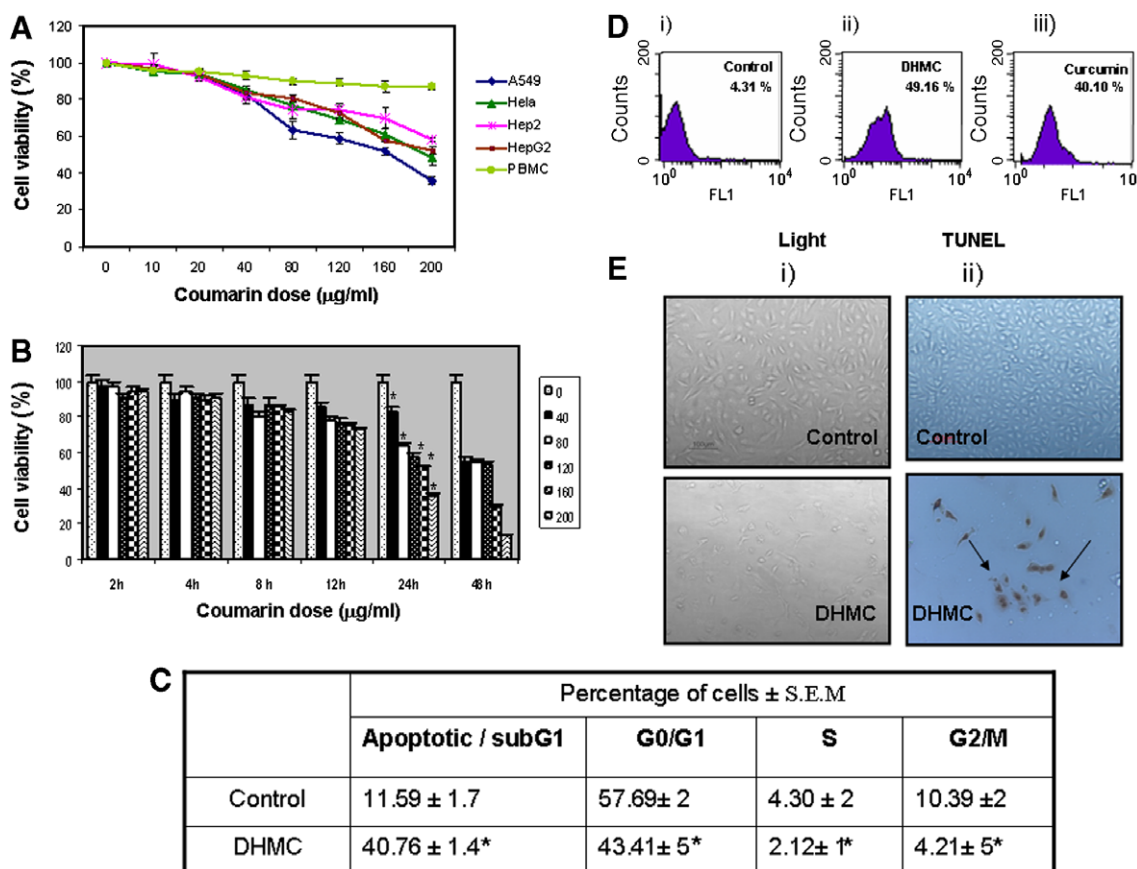 A
120
100
80
60
40
20
0
Cell viability (%)
0 10 20 40 80 120 160 200
Coumarin dose (µg/ml)
A549
Hela
Hep2
HepG2
PBMC
B
120
100
80
60
40
20
0
Cell viability (%)
2h 4h 8h 12h 24h 48h
Coumarin dose (µg/ml)
* * * * *
0
40
80
120
160
200
C
Percentage of cells ± S.E.M
Apoptotic / subG1 G0/G1 S G2/M
Control 11.59 ± 1.7 57.69± 2 4.30 ± 2 10.39 ±2
DHMC 40.76 ± 1.4* 43.41± 5* 2.12± 1* 4.21± 5*
D
i) ii) iii)
200
Counts
0
Control
4.31 %
10⁰ 10⁴
FL1
200
Counts
0
DHMC
49.16 %
10⁰ 10⁴
FL1
200
Counts
0
Curcumin
40.10 %
10⁰ 10
FL1
Light TUNEL
E
i) ii)
100µm
Control
Control
DHMC
DHMC